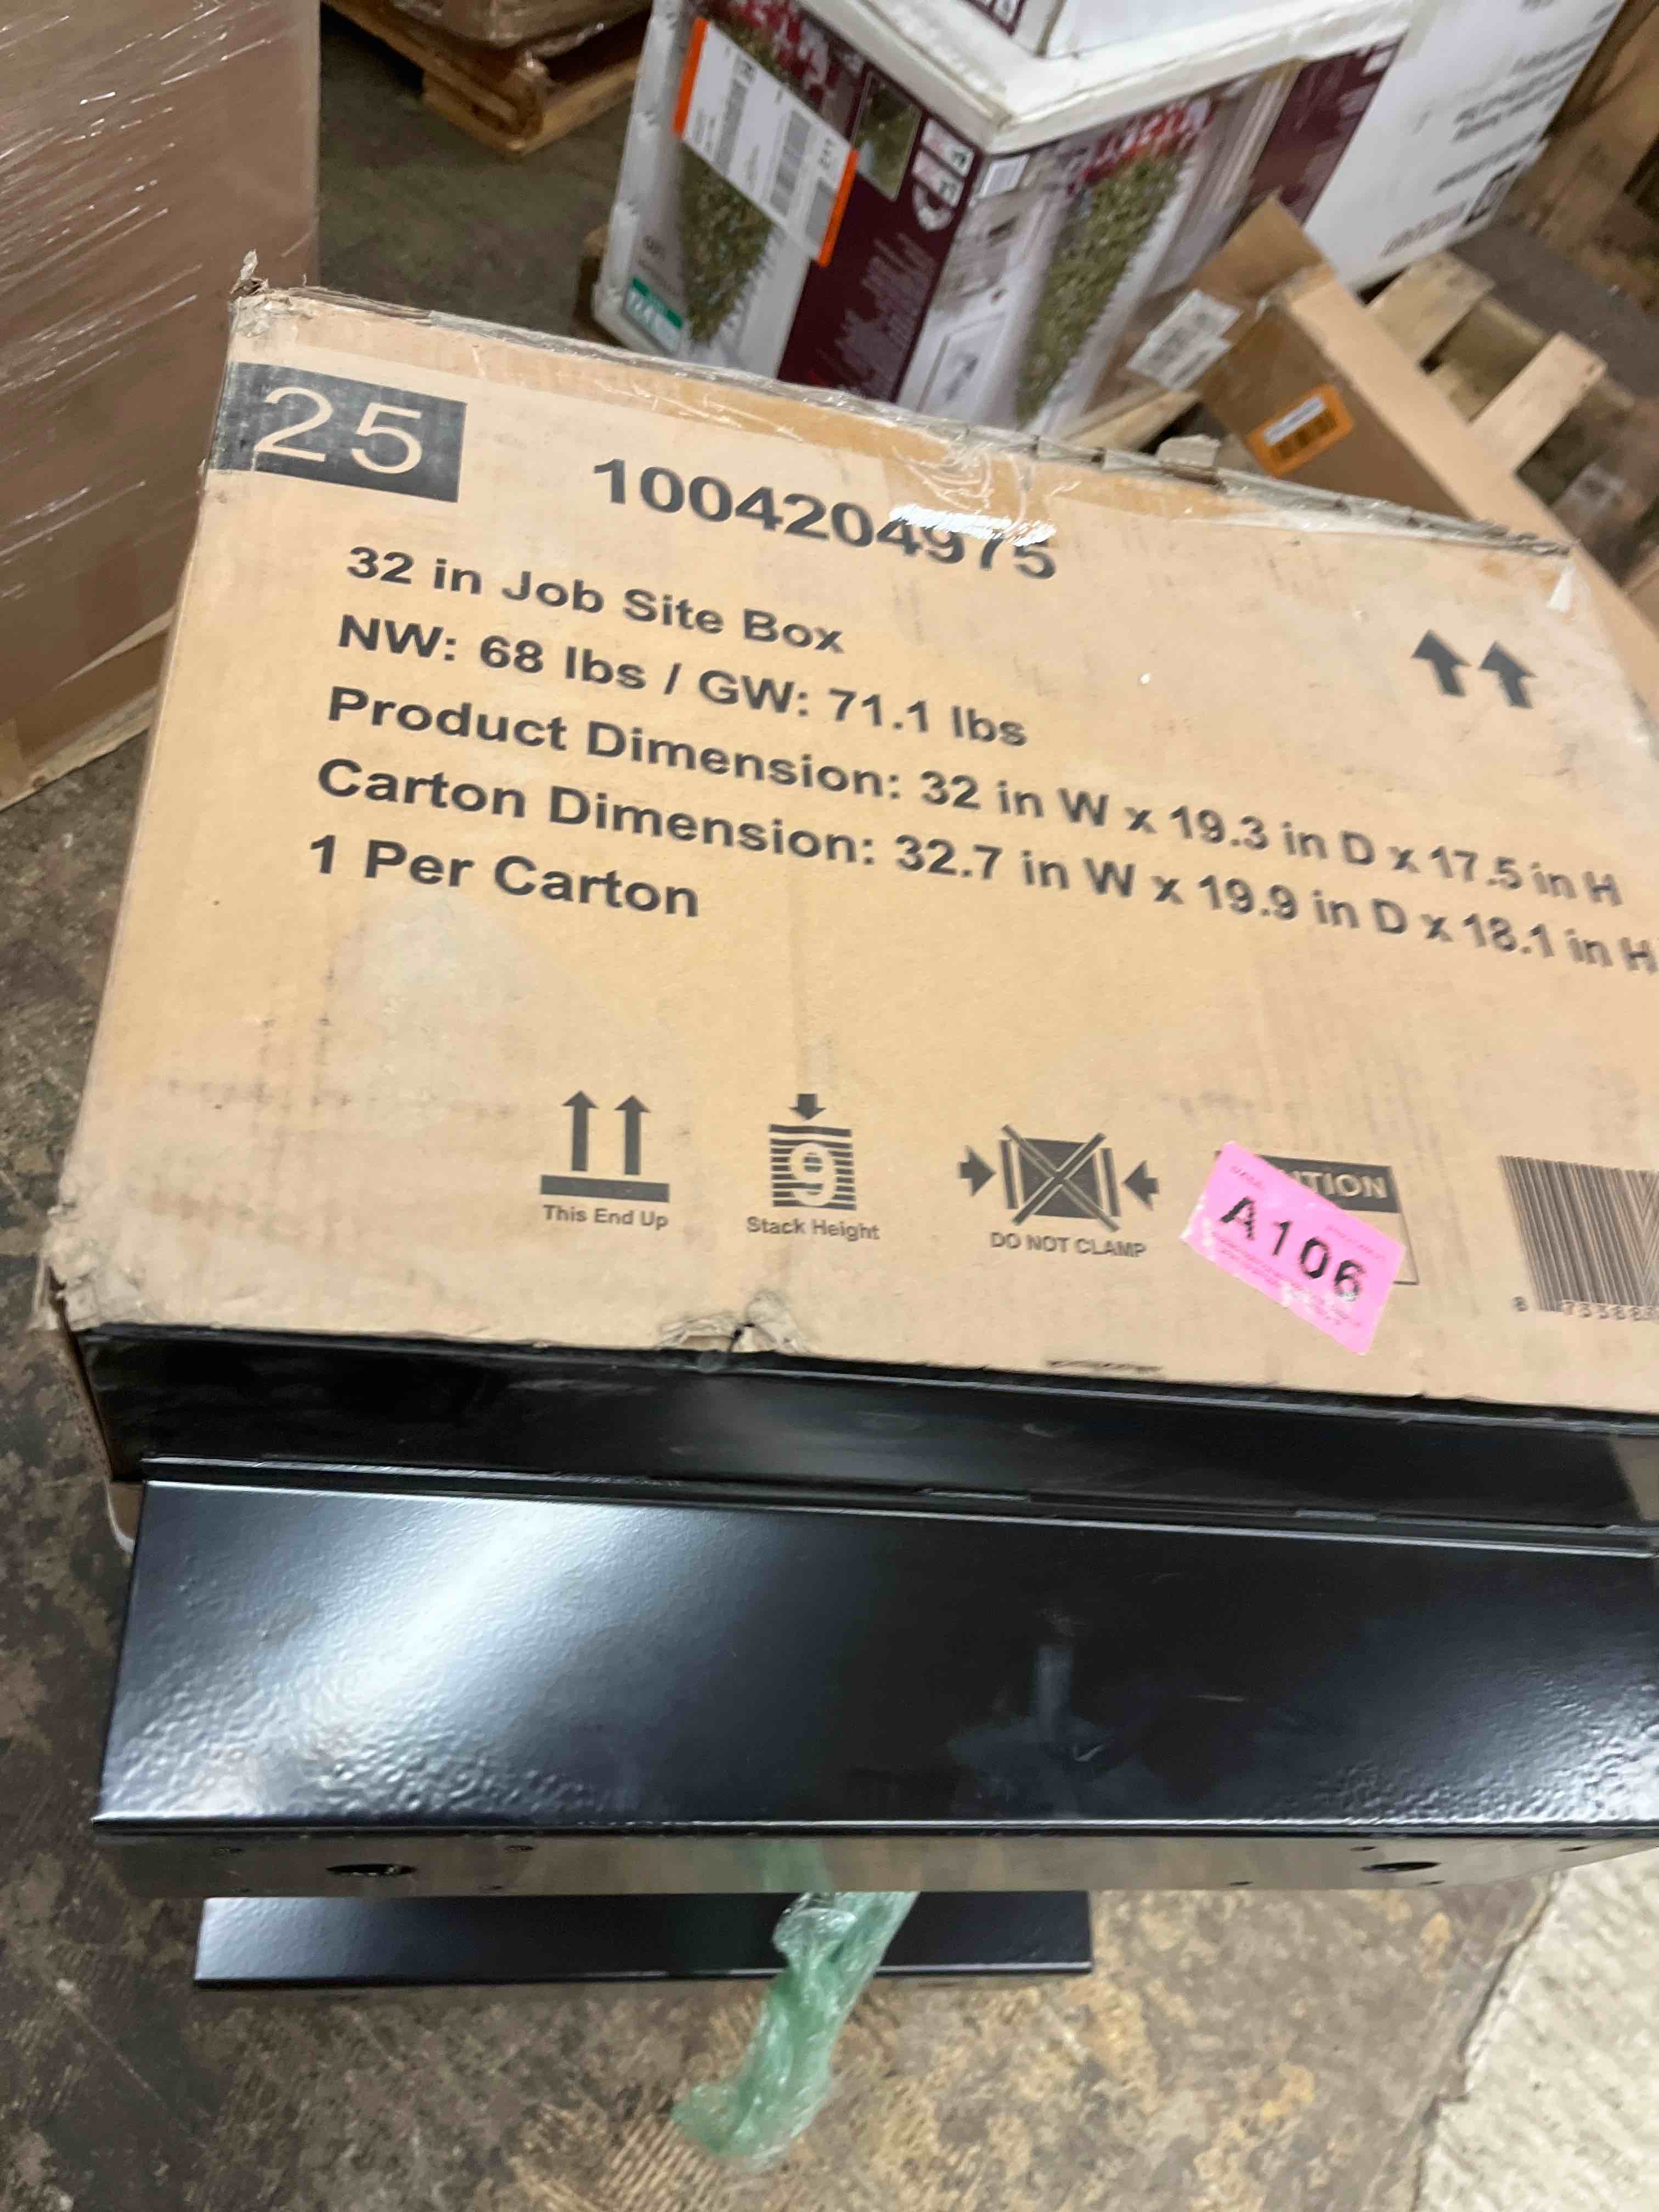 25
1004204975
32 in Job Site Box
NW: 68 lbs / GW: 71.1 lbs
Product Dimension: 32 in W x 19.3 in D x 17.5 in H
Carton Dimension: 32.7 in W x 19.9 in D x 18.1 in H
1 Per Carton
9
This End Up
Stack Height
DO NOT CLAMP
TION
A106